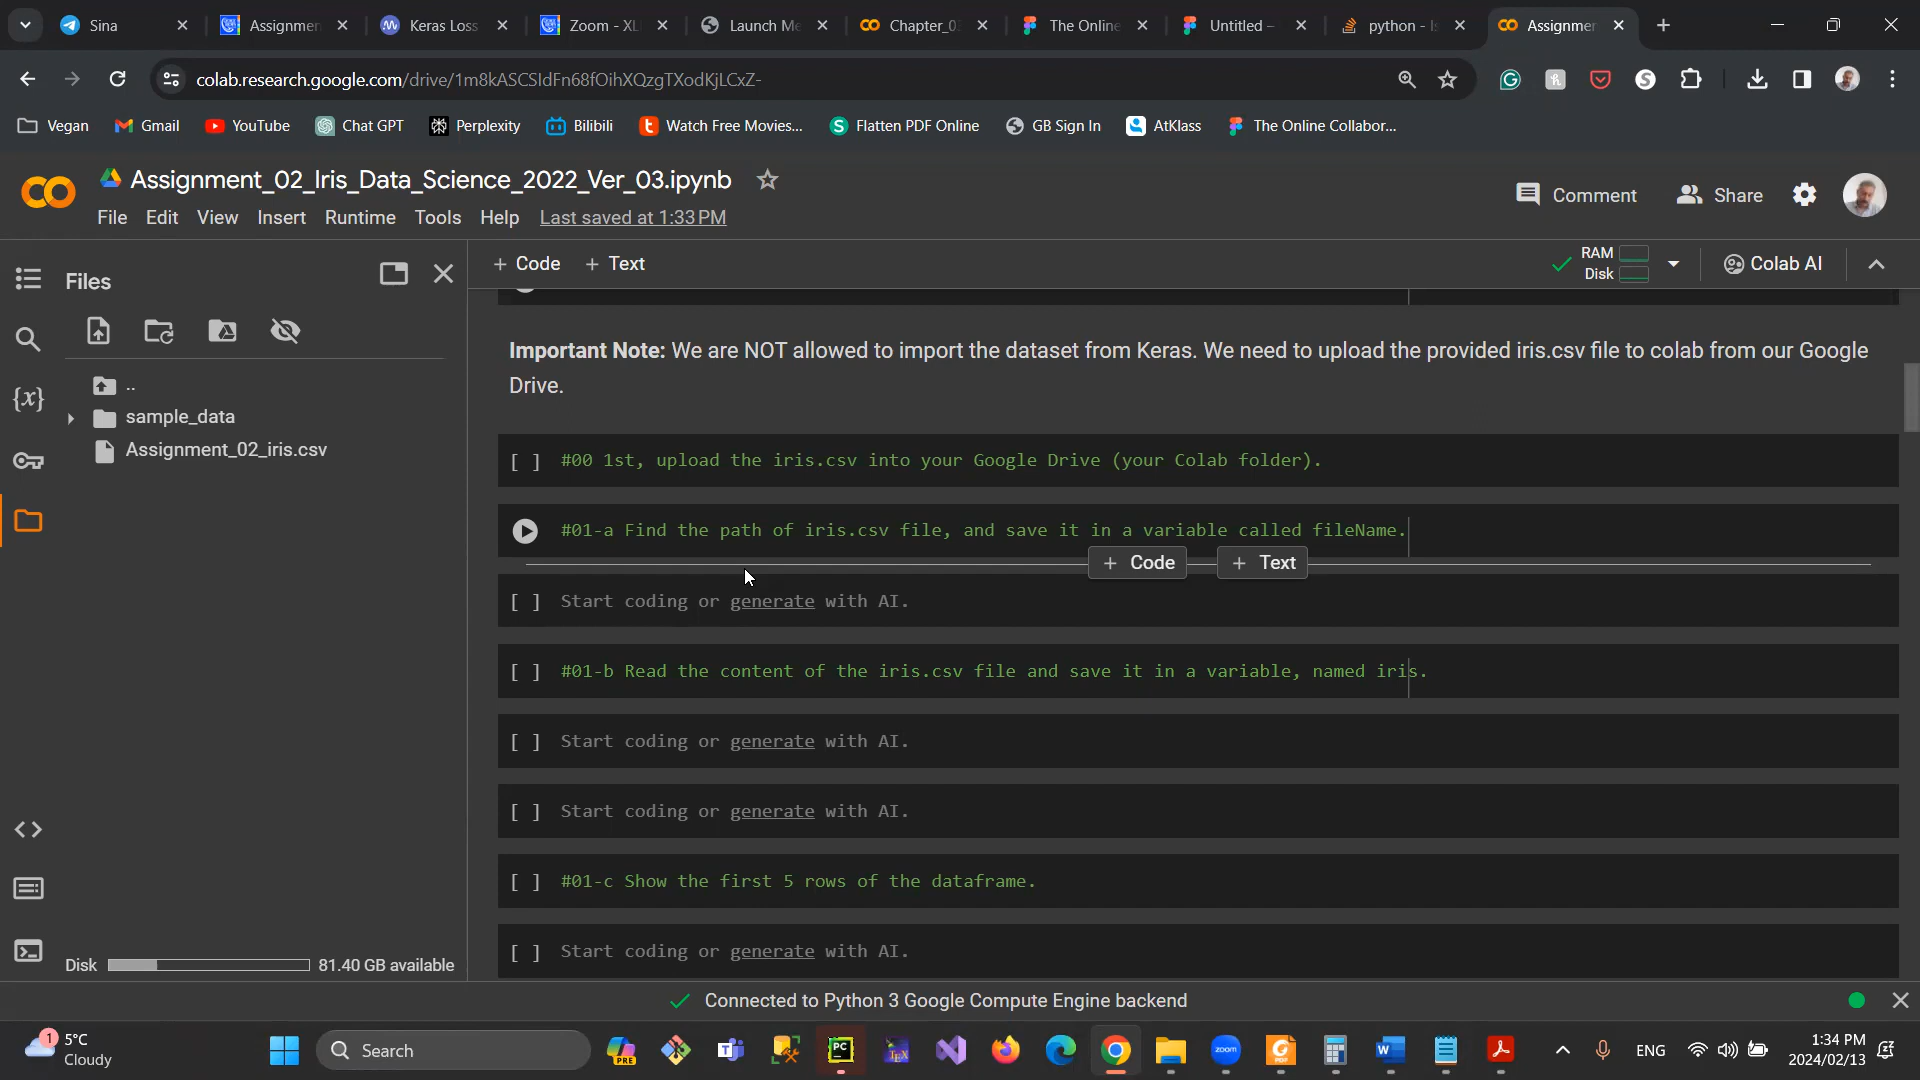 Sina
Assignmen
Keras Loss
Zoom - XL
Launch Me
Chapter_0
The Online
Untitled –
python - Is
Assignmen
colab.research.google.com/drive/1m8kASCSIdFn68fOihXQzgTXodKjLCxZ-
Vegan
Gmail
YouTube
Chat GPT
Perplexity
Bilibili
Watch Free Movies...
Flatten PDF Online
GB Sign In
AtKlass
The Online Collabor...
Assignment_02_Iris_Data_Science_2022_Ver_03.ipynb
File Edit View Insert Runtime Tools Help Last saved at 1:33 PM
Comment
Share
Files
+ Code + Text
RAM
Disk
Colab AI
..
sample_data
Assignment_02_iris.csv
Important Note: We are NOT allowed to import the dataset from Keras. We need to upload the provided iris.csv file to colab from our Google
Drive.
[ ] #00 1st, upload the iris.csv into your Google Drive (your Colab folder).
#01-a Find the path of iris.csv file, and save it in a variable called fileName.
+ Code + Text
[ ] Start coding or generate with AI.
[ ] #01-b Read the content of the iris.csv file and save it in a variable, named iris.
[ ] Start coding or generate with AI.
[ ] Start coding or generate with AI.
[ ] #01-c Show the first 5 rows of the dataframe.
[ ] Start coding or generate with AI.
Disk 81.40 GB available
Connected to Python 3 Google Compute Engine backend
1
5°C
Cloudy
Search
PRE
PC
TEX
zoom
ENG
1:34 PM
2024/02/13